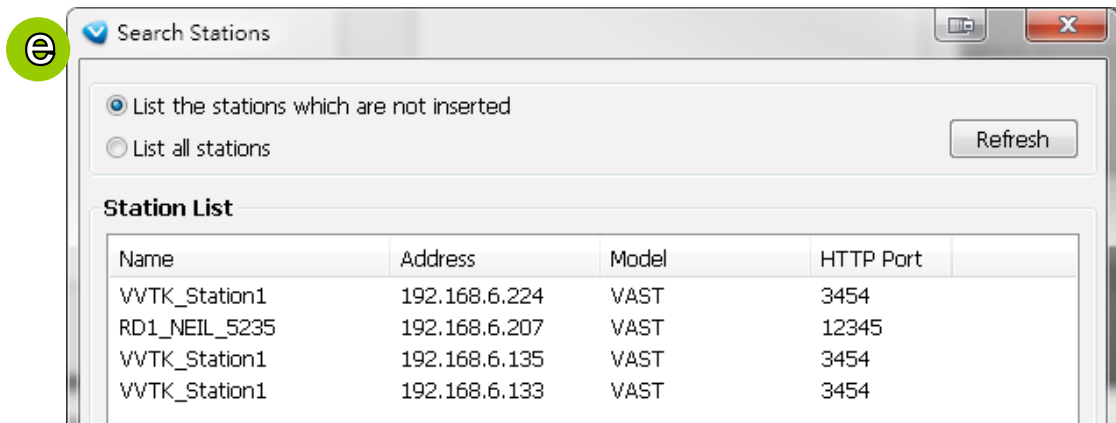 e
Search Stations
List the stations which are not inserted
List all stations
Refresh
Station List
Name Address Model HTTP Port
VVTK_Station1 192.168.6.224 VAST 3454
RD1_NEIL_5235 192.168.6.207 VAST 12345
VVTK_Station1 192.168.6.135 VAST 3454
VVTK_Station1 192.168.6.133 VAST 3454